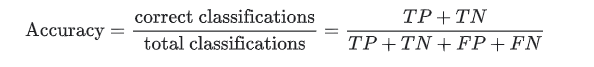 Accuracy = correct classifications / total classifications = TP + TN / TP + TN + FP + FN